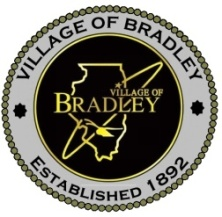 VILLAGE OF BRADLEY
VILLAGE OF
BRADLEY
ESTABLISHED 1892